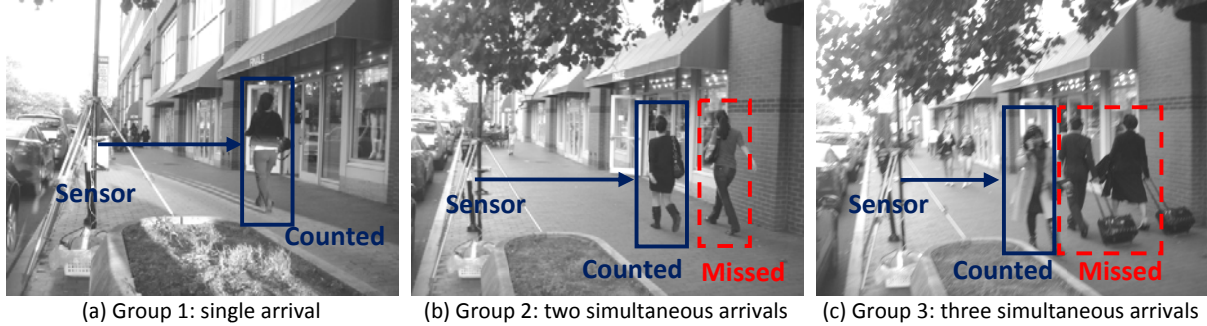 Sensor
Counted
Sensor
Counted
Missed
Sensor
Counted
Missed
(a) Group 1: single arrival
(b) Group 2: two simultaneous arrivals
(c) Group 3: three simultaneous arrivals